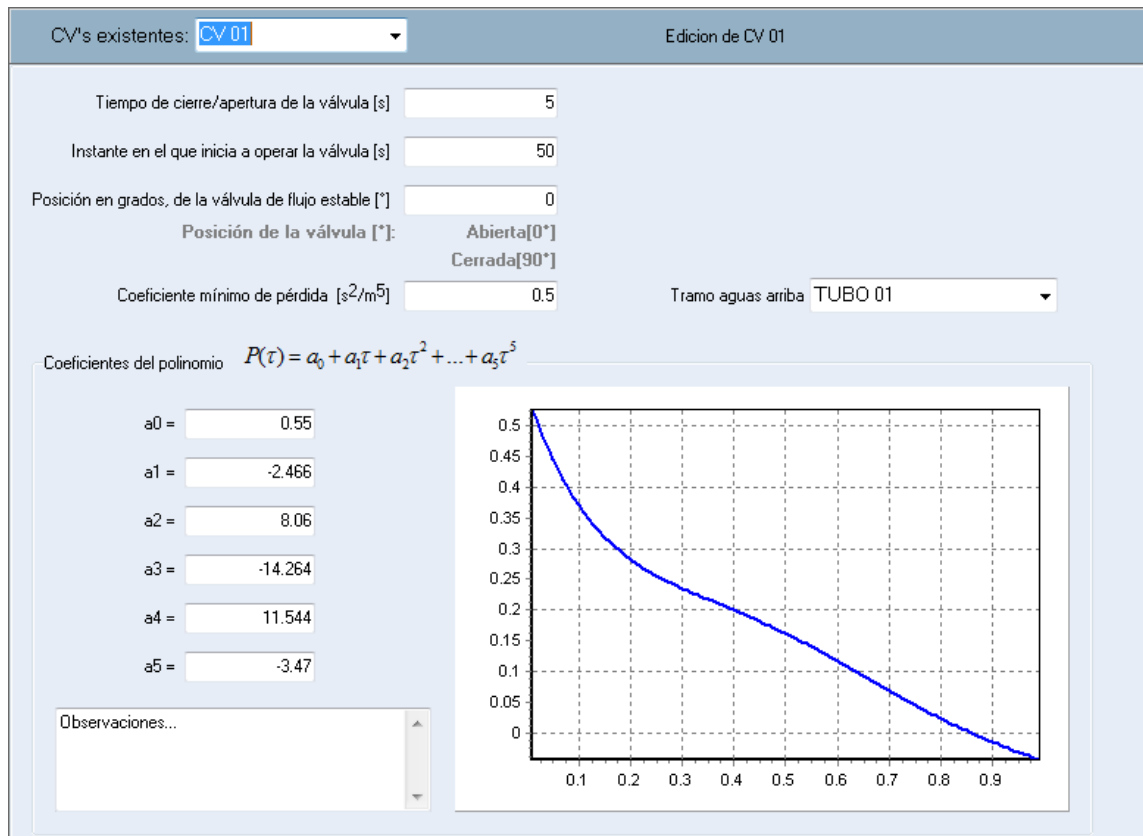 CV's existentes: CV 01 Edicion de CV 01
Tiempo de cierre/apertura de la válvula [s] 5
Instante en el que inicia a operar la válvula [s] 50
Posición en grados, de la válvula de flujo estable [°] 0
Posición de la válvula [°]: Abierta[0°]
Cerrada[90°]
Coeficiente mínimo de pérdida [s2/m5] 0.5 Tramo aguas arriba TUBO 01
Coeficientes del polinomio P(τ) = a₀ + a₁τ + a₂τ² + ... + a₅τ⁵
a0 = 0.55
a1 = -2.466
a2 = 8.06
a3 = -14.264
a4 = 11.544
a5 = -3.47
Observaciones...
0.5
0.45
0.4
0.35
0.3
0.25
0.2
0.15
0.1
0.05
0
0.1 0.2 0.3 0.4 0.5 0.6 0.7 0.8 0.9